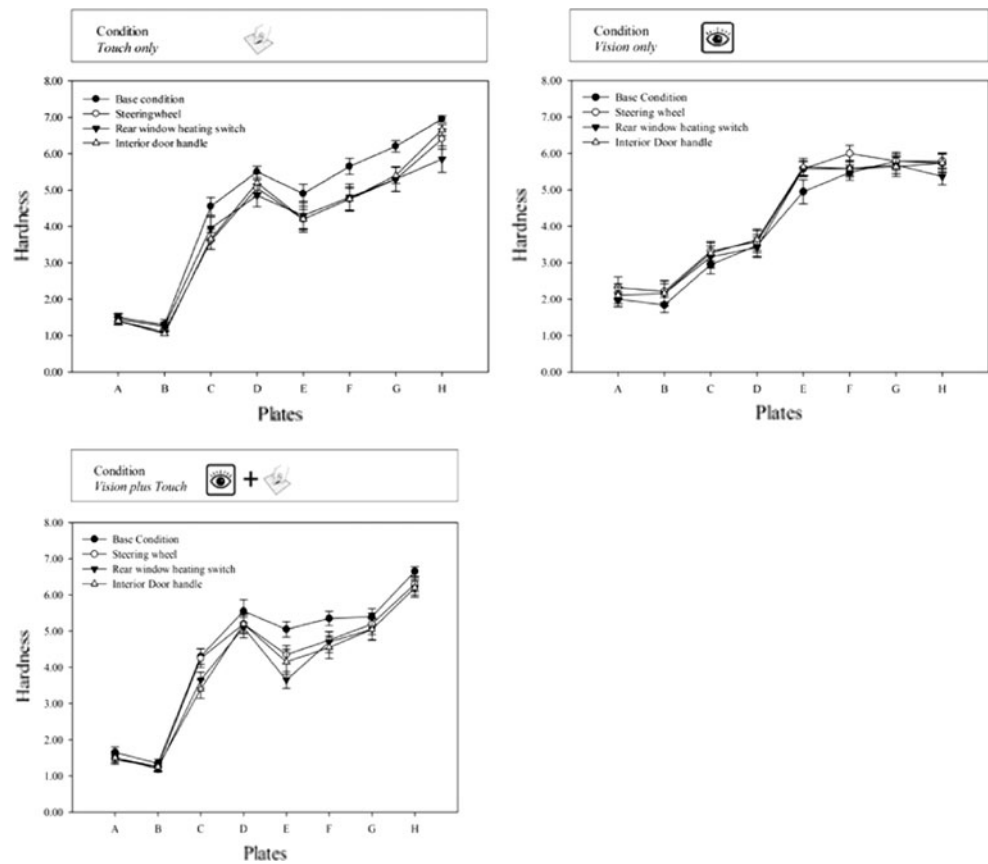 Condition
Touch only
8.00
7.00
6.00
5.00
4.00
3.00
2.00
1.00
0.00
Hardness
Base condition
Steeringwheel
Rear window heating switch
Interior door handle
A B C D E F G H
Plates
Condition
Vision only
8.00
7.00
6.00
5.00
4.00
3.00
2.00
1.00
0.00
Hardness
Base Condition
Steering wheel
Rear window heating switch
Interior Door handle
A B C D E F G H
Plates
Condition
Vision plus Touch
+
8.00
7.00
6.00
5.00
4.00
3.00
2.00
1.00
0.00
Hardness
Base Condition
Steering wheel
Rear window heating switch
Interior Door handle
A B C D E F G H
Plates